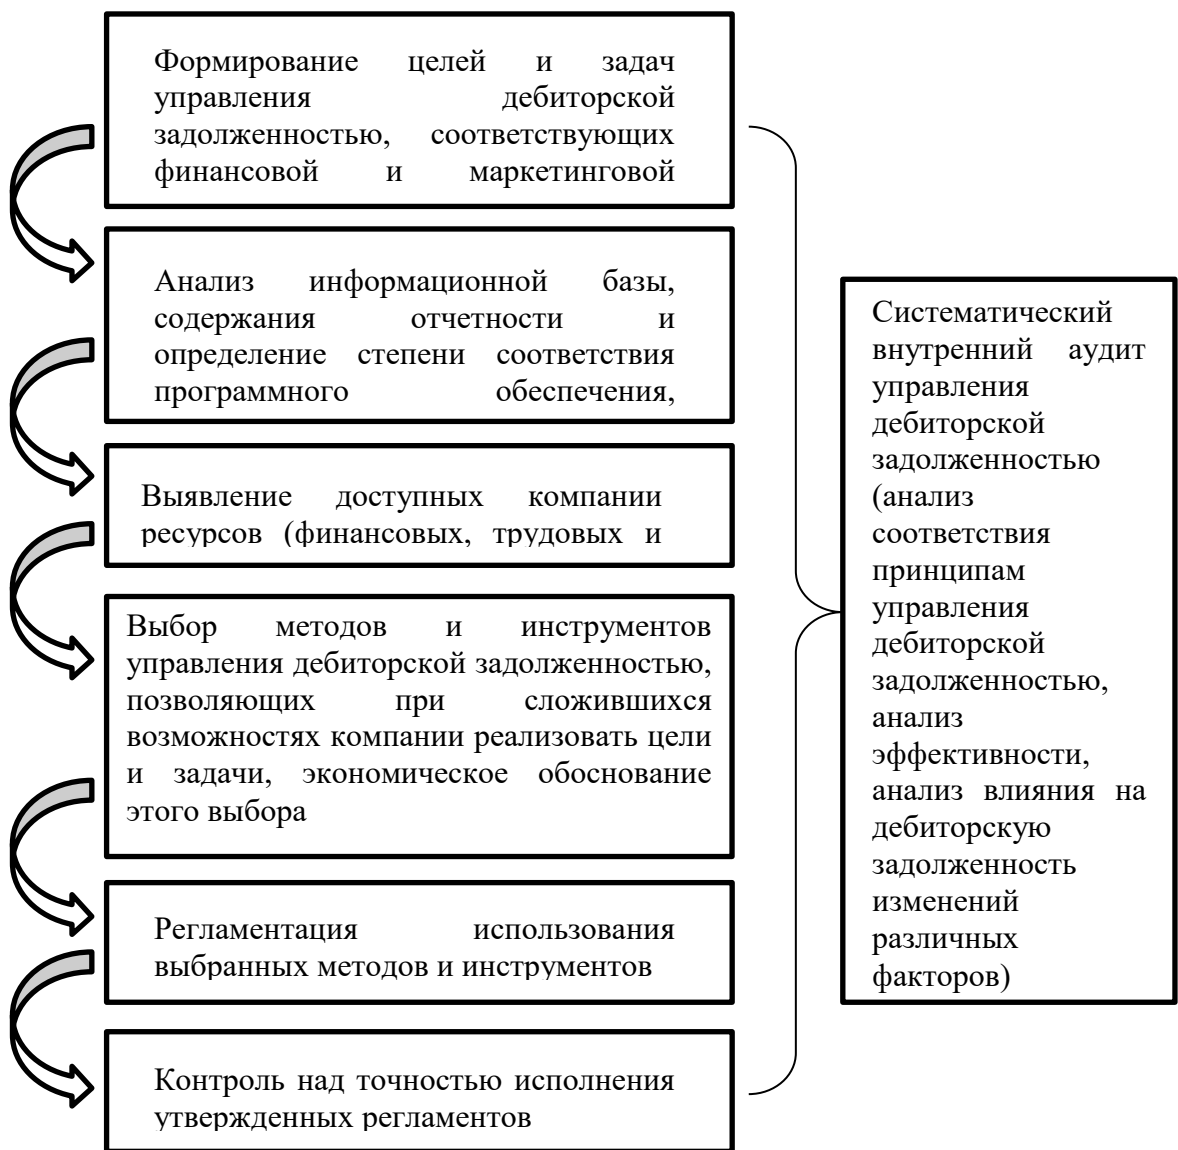 Формирование целей и задач
управления дебиторской
задолженностью, соответствующих
финансовой и маркетинговой
Анализ информационной базы,
содержания отчетности и
определение степени соответствия
программного обеспечения,
Выявление доступных компании
ресурсов (финансовых, трудовых и
Выбор методов и инструментов
управления дебиторской задолженностью,
позволяющих при сложившихся
возможностях компании реализовать цели
и задачи, экономическое обоснование
этого выбора
Регламентация использования
выбранных методов и инструментов
Контроль над точностью исполнения
утвержденных регламентов
Систематический
внутренний аудит
управления
дебиторской
задолженностью
(анализ
соответствия
принципам
управления
дебиторской
задолженностью,
анализ
эффективности,
анализ влияния на
дебиторскую
задолженность
изменений
различных
факторов)